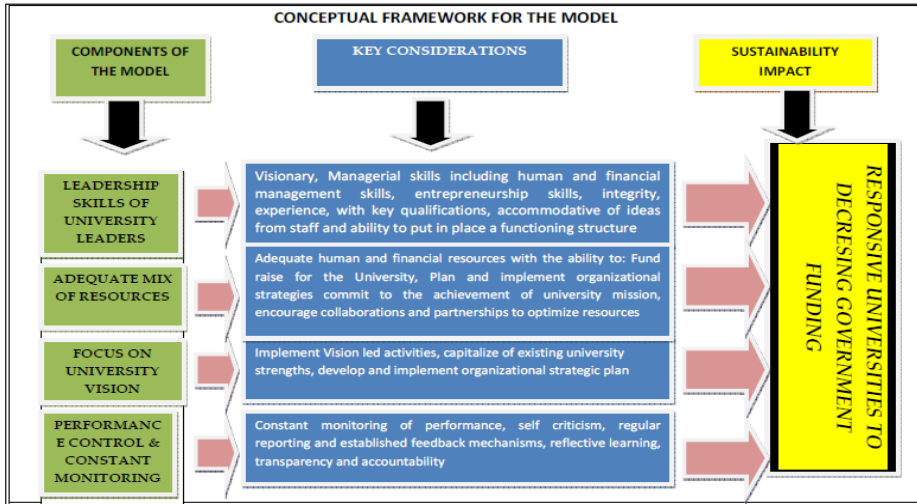 CONCEPTUAL FRAMEWORK FOR THE MODEL
COMPONENTS OF
THE MODEL
KEY CONSIDERATIONS
SUSTAINABILITY
IMPACT
LEADERSHIP
SKILLS OF
UNIVERSITY
LEADERS
Visionary, Managerial skills including human and financial
management skills, entrepreneurship skills, integrity,
experience, with key qualifications, accommodative of ideas
from staff and ability to put in place a functioning structure
ADEQUATE MIX
OF RESOURCES
Adequate human and financial resources with the ability to: Fund
raise for the University, Plan and implement organizational
strategies commit to the achievement of university mission,
encourage collaborations and partnerships to optimize resources
FOCUS ON
UNIVERSITY
VISION
Implement Vision led activities, capitalize of existing university
strengths, develop and implement organizational strategic plan
PERFORMANC
E CONTROL &
CONSTANT
MONITORING
Constant monitoring of performance, self criticism, regular
reporting and established feedback mechanisms, reflective learning,
transparency and accountability
RESPONSIVE UNIVERSITIES TO
DECRESING GOVERNMENT
FUNDING